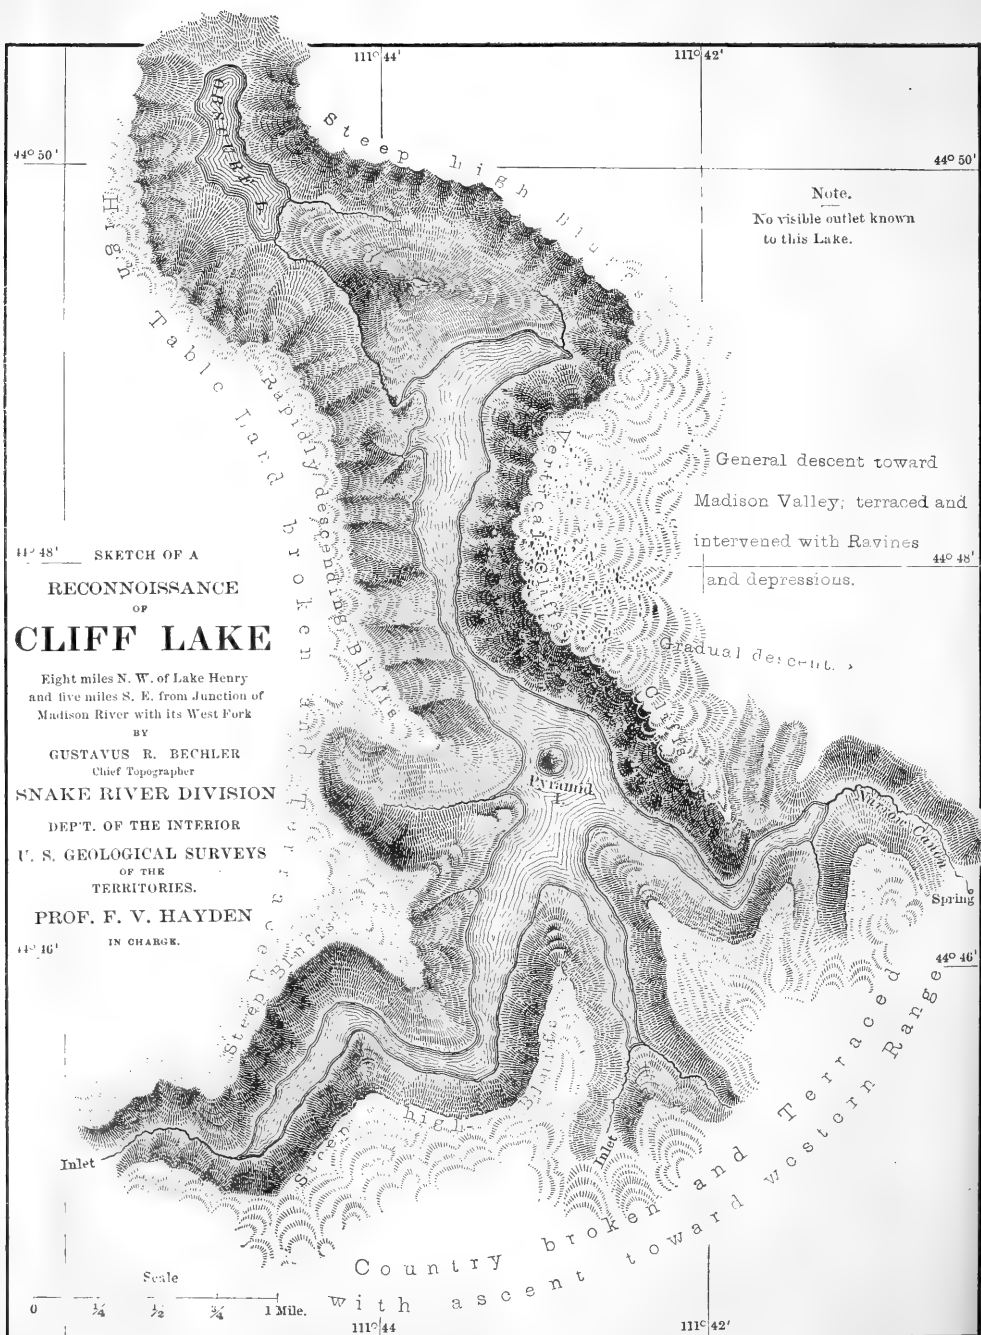 111° 44'
111° 42'
44° 50'
44° 50'
OBSCURE L.
Steep high Bluffs
Note.
No visible outlet known
to this Lake.
High Table Land broken and Terraced
Rapidly descending Bluffs
Vertical Cliffs
General descent toward
Madison Valley; terraced and
intervened with Ravines
and depressions.
44° 48'
44° 48'
SKETCH OF A
RECONNOISSANCE
OF
CLIFF LAKE
Eight miles N. W. of Lake Henry
and five miles S. E. from Junction of
Madison River with its West Fork
BY
GUSTAVUS R. BECHLER
Chief Topographer
SNAKE RIVER DIVISION
DEP'T. OF THE INTERIOR
U. S. GEOLOGICAL SURVEYS
OF THE
TERRITORIES.
PROF. F. V. HAYDEN
IN CHARGE.
Gradual descent.
Cliffs
Pyramid
I.
Narrow Canon
Spring
44° 46'
44° 46'
Steep Bluffs
Steep high Bluffs
Inlet
Inlet
Country broken and Terraced
with ascent toward western Range
Scale
0 ¼ ½ ¾ 1 Mile.
111° 44
111° 42'